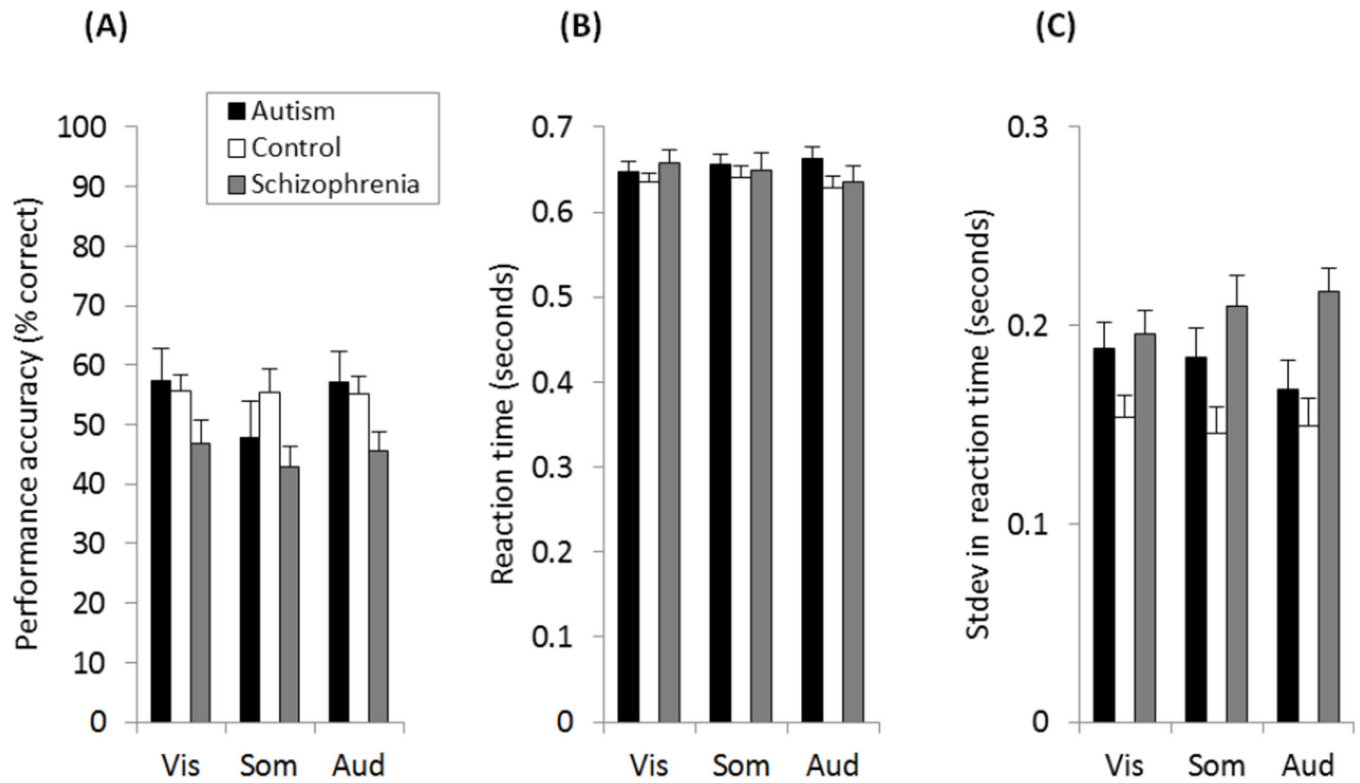 (A)
Performance accuracy (% correct)
100
90
80
70
60
50
40
30
20
10
0
Autism
Control
Schizophrenia
Vis Som Aud
(B)
Reaction time (seconds)
0.7
0.6
0.5
0.4
0.3
0.2
0.1
0
Vis Som Aud
(C)
Stdev in reaction time (seconds)
0.3
0.2
0.1
0
Vis Som Aud